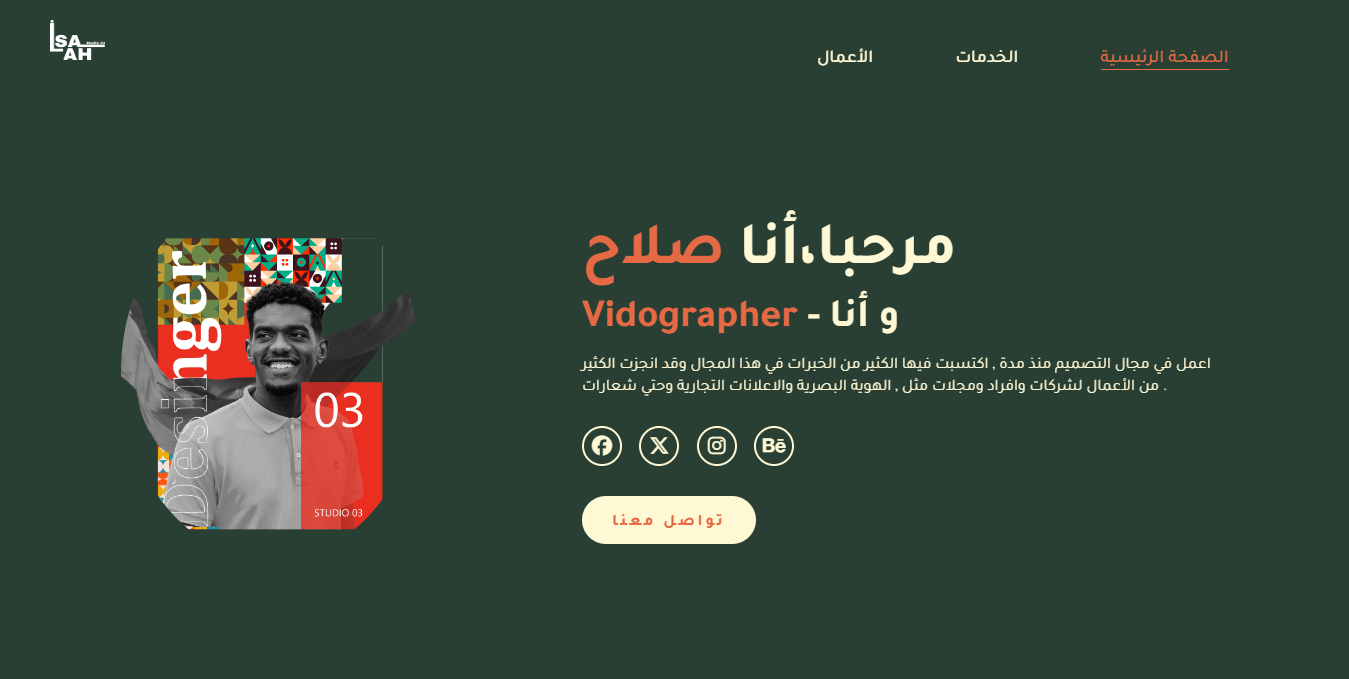 SA
AH
الصفحة الرئيسية
الخدمات
الأعمال
مرحبا،أنا صلاح
و أنا - Vidographer
اعمل في مجال التصميم منذ مدة , اكتسبت فيها الكثير من الخبرات في هذا المجال وقد انجزت الكثير
من الأعمال لشركات وافراد ومجلات مثل , الهوية البصرية والاعلانات التجارية وحتي شعارات .
Bē
تواصل معنا
Desinger
03
STUDIO 03